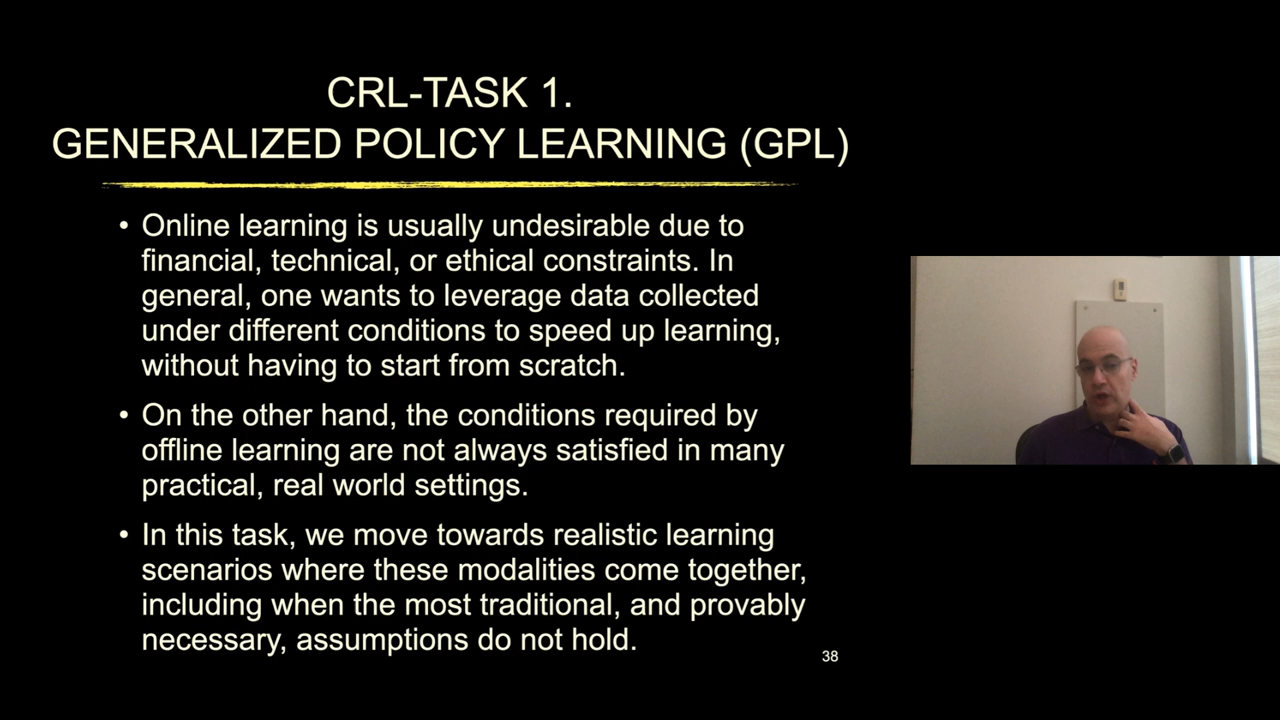 CRL-TASK 1.
GENERALIZED POLICY LEARNING (GPL)
• Online learning is usually undesirable due to
financial, technical, or ethical constraints. In
general, one wants to leverage data collected
under different conditions to speed up learning,
without having to start from scratch.
• On the other hand, the conditions required by
offline learning are not always satisfied in many
practical, real world settings.
• In this task, we move towards realistic learning
scenarios where these modalities come together,
including when the most traditional, and provably
necessary, assumptions do not hold.
38